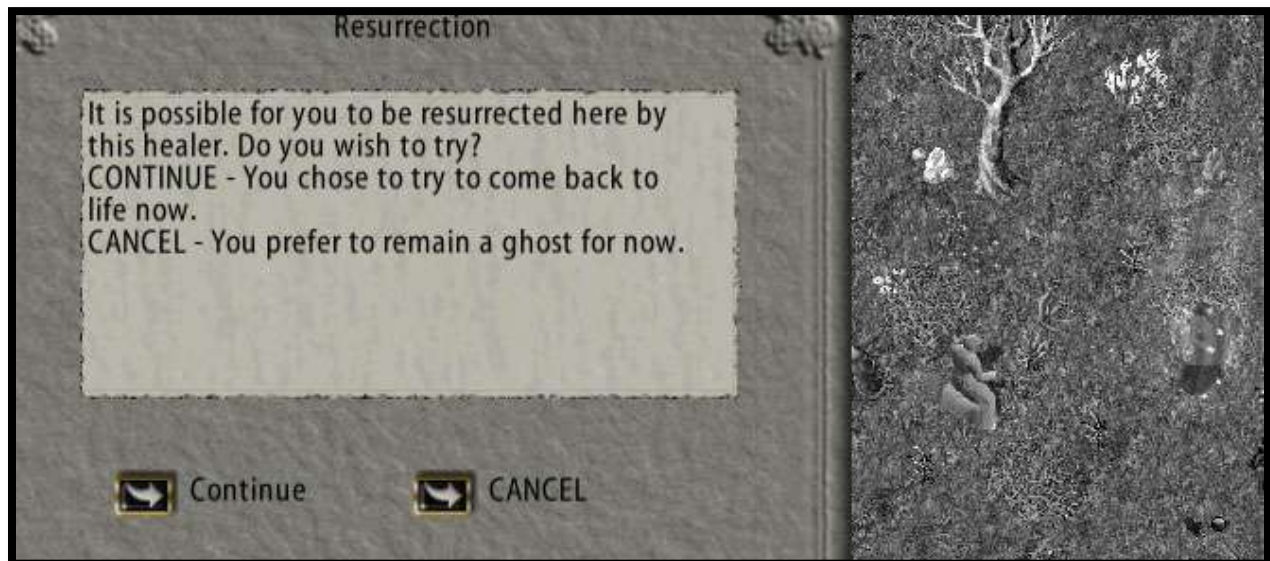 Resurrection
It is possible for you to be resurrected here by
this healer. Do you wish to try?
CONTINUE - You chose to try to come back to
life now.
CANCEL - You prefer to remain a ghost for now.
Continue
CANCEL